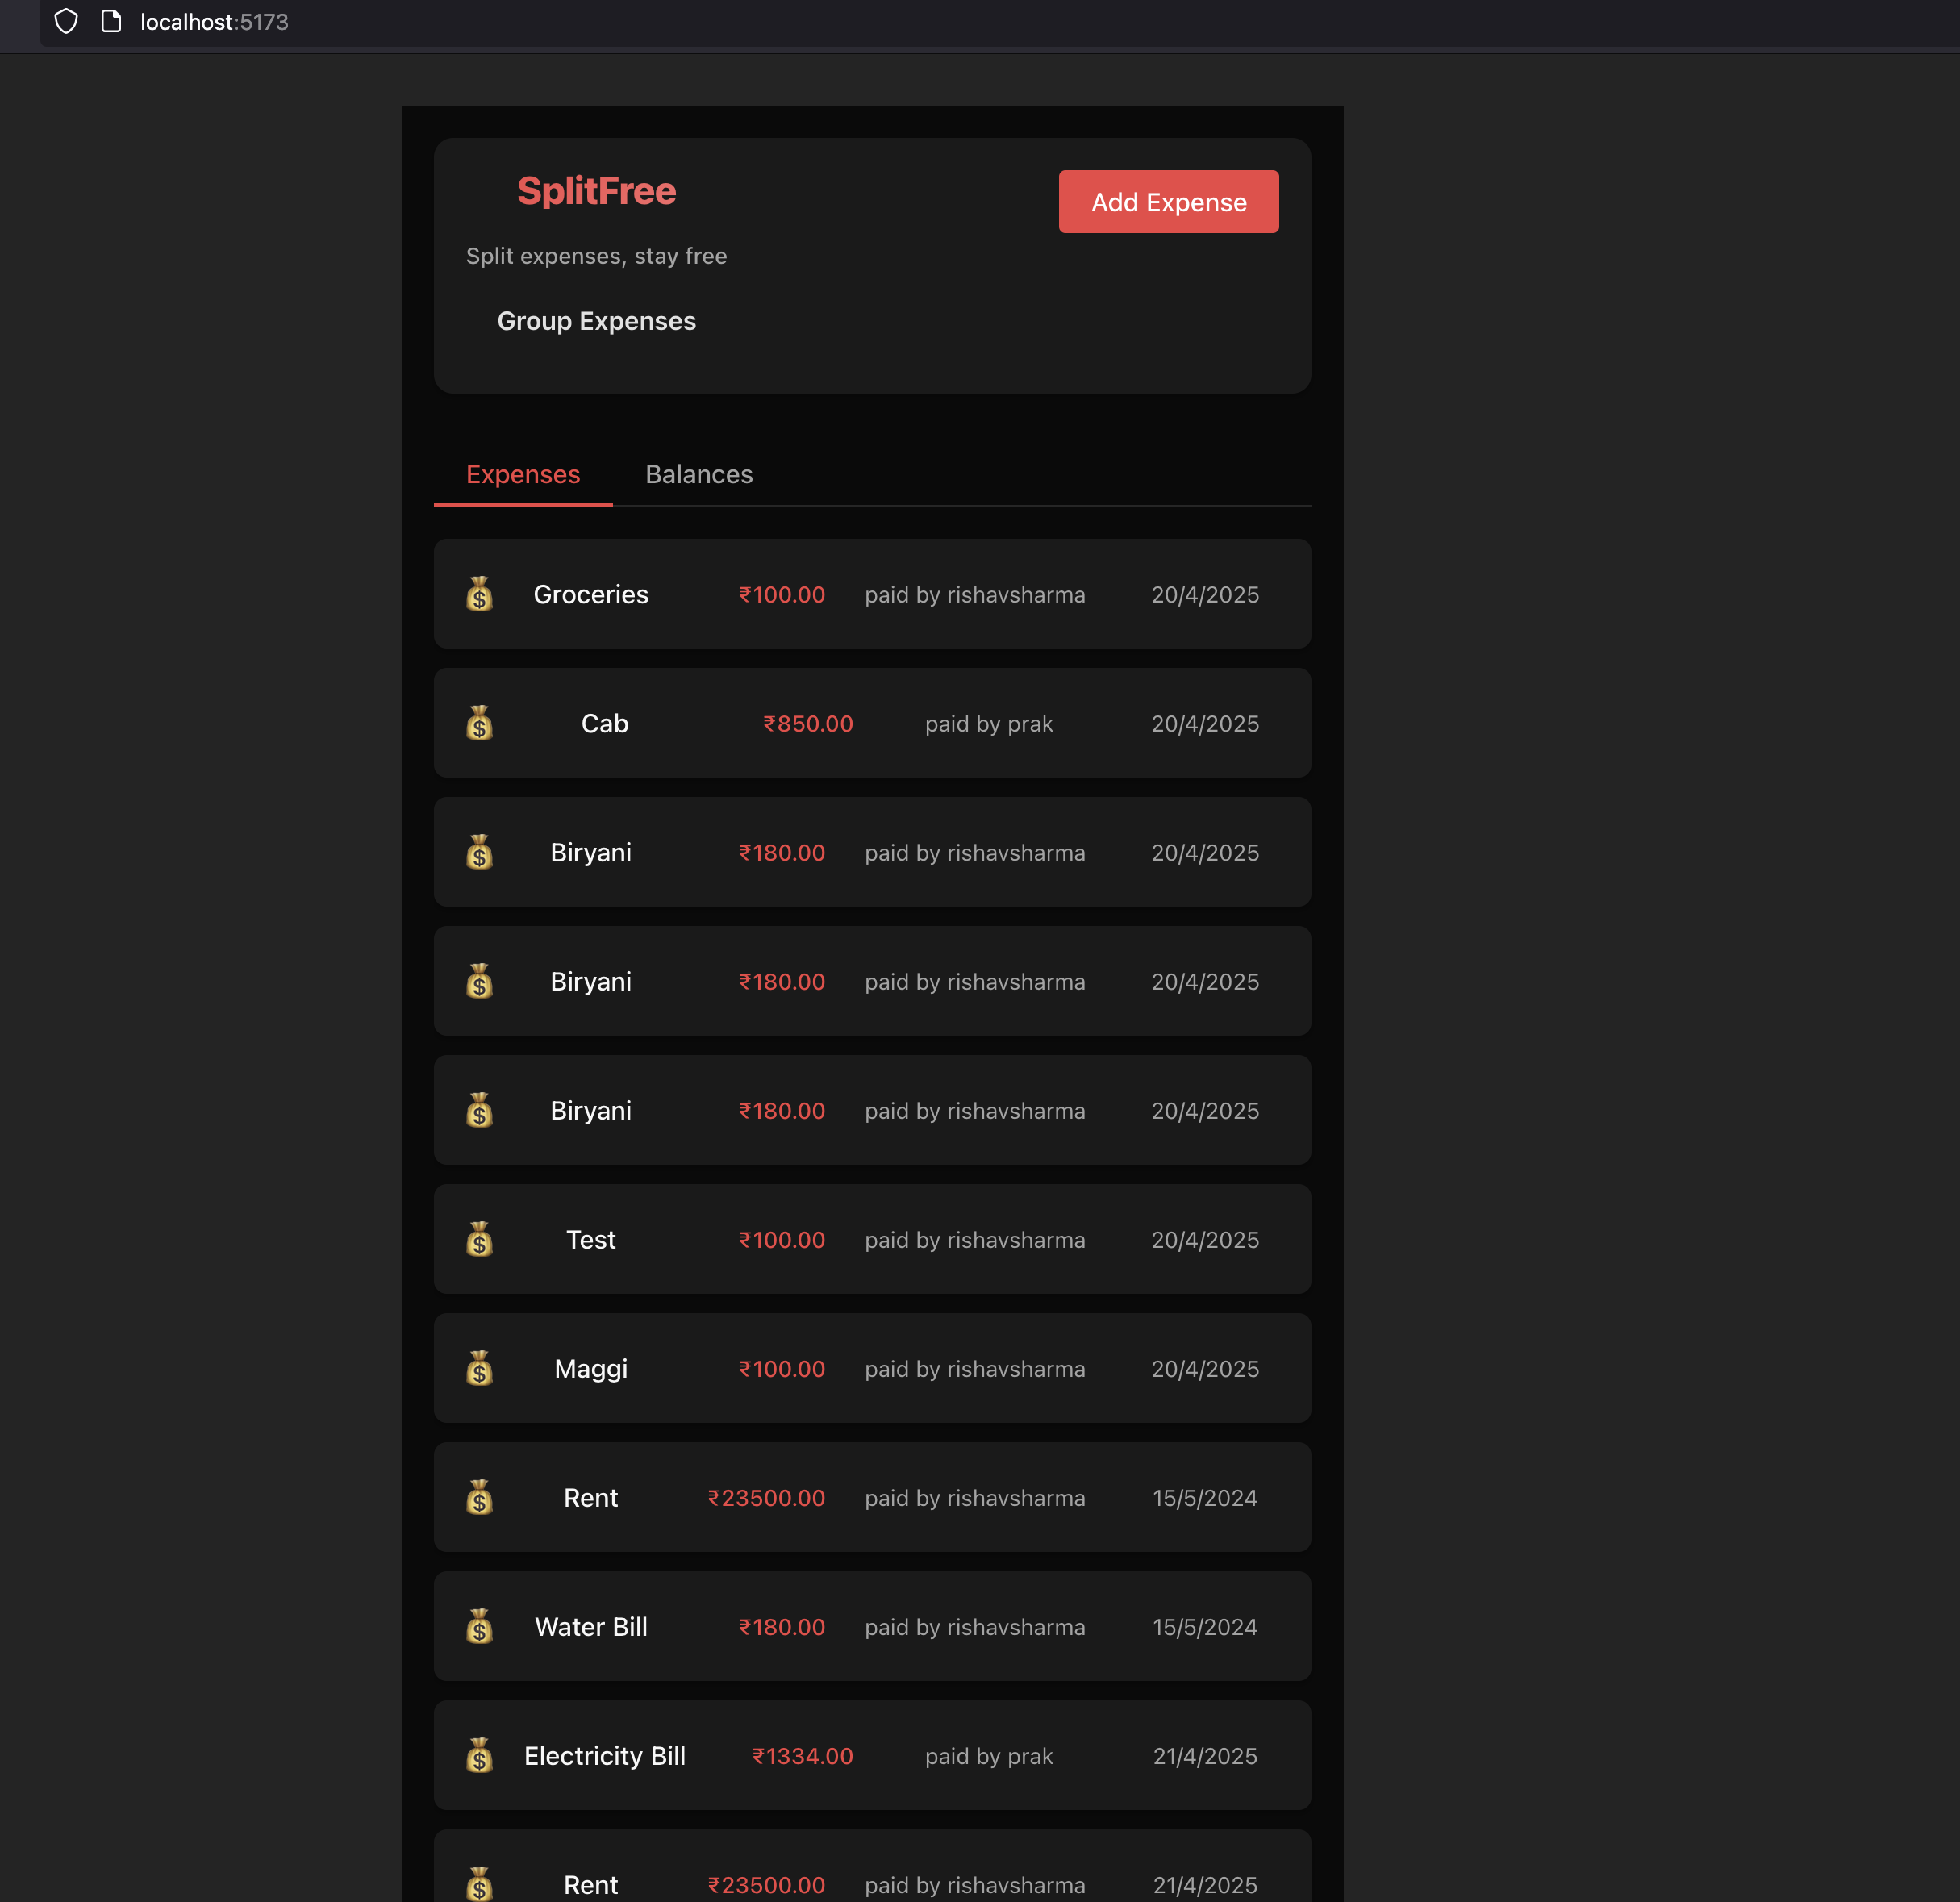 localhost:5173
SplitFree
Add Expense
Split expenses, stay free
Group Expenses
Expenses Balances
Groceries ₹100.00 paid by rishavsharma 20/4/2025
Cab ₹850.00 paid by prak 20/4/2025
Biryani ₹180.00 paid by rishavsharma 20/4/2025
Biryani ₹180.00 paid by rishavsharma 20/4/2025
Biryani ₹180.00 paid by rishavsharma 20/4/2025
Test ₹100.00 paid by rishavsharma 20/4/2025
Maggi ₹100.00 paid by rishavsharma 20/4/2025
Rent ₹23500.00 paid by rishavsharma 15/5/2024
Water Bill ₹180.00 paid by rishavsharma 15/5/2024
Electricity Bill ₹1334.00 paid by prak 21/4/2025
Rent ₹23500.00 paid by rishavsharma 21/4/2025